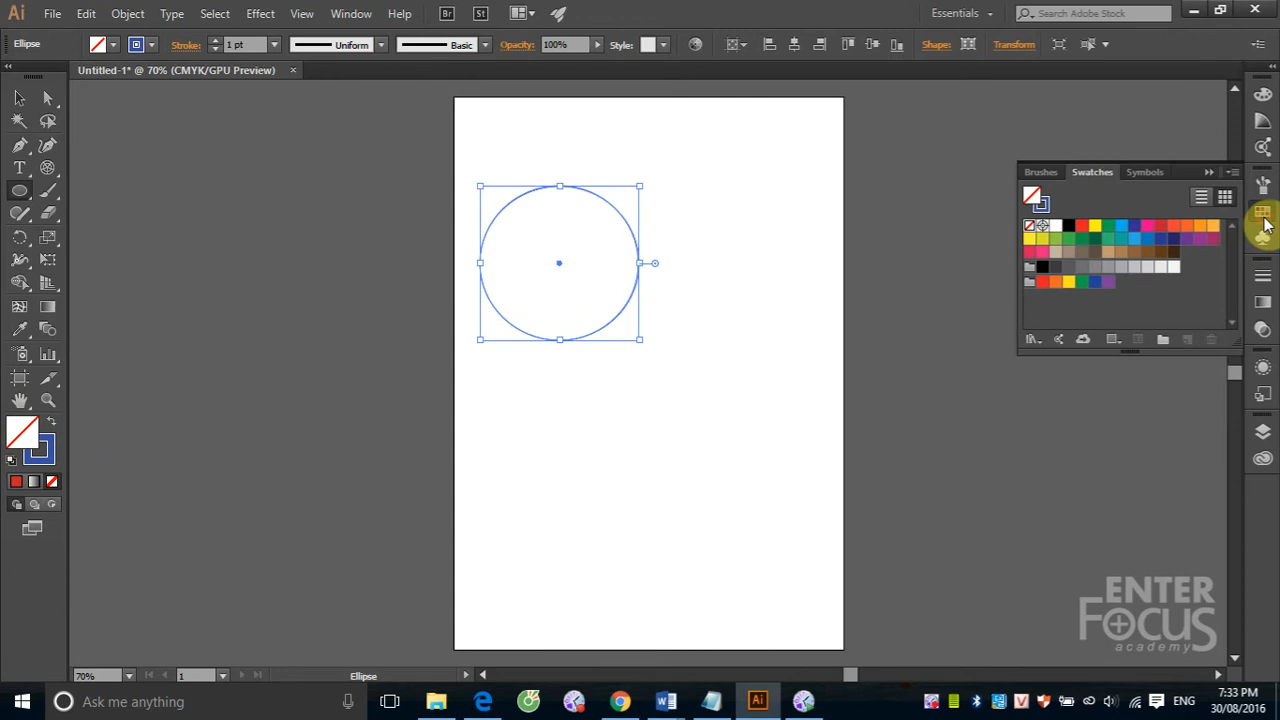 Ai File Edit Object Type Select Effect View Window Help Br St Essentials Search Adobe Stock
Ellipse Stroke: 1 pt Uniform Basic Opacity: 100% Style: Shape: Transform
Untitled-1* @ 70% (CMYK/GPU Preview)
Brushes Swatches Symbols
ENTER
FOCUS
academy
70% 1 Ellipse
Ask me anything Ai ENG 7:33 PM
30/08/2016